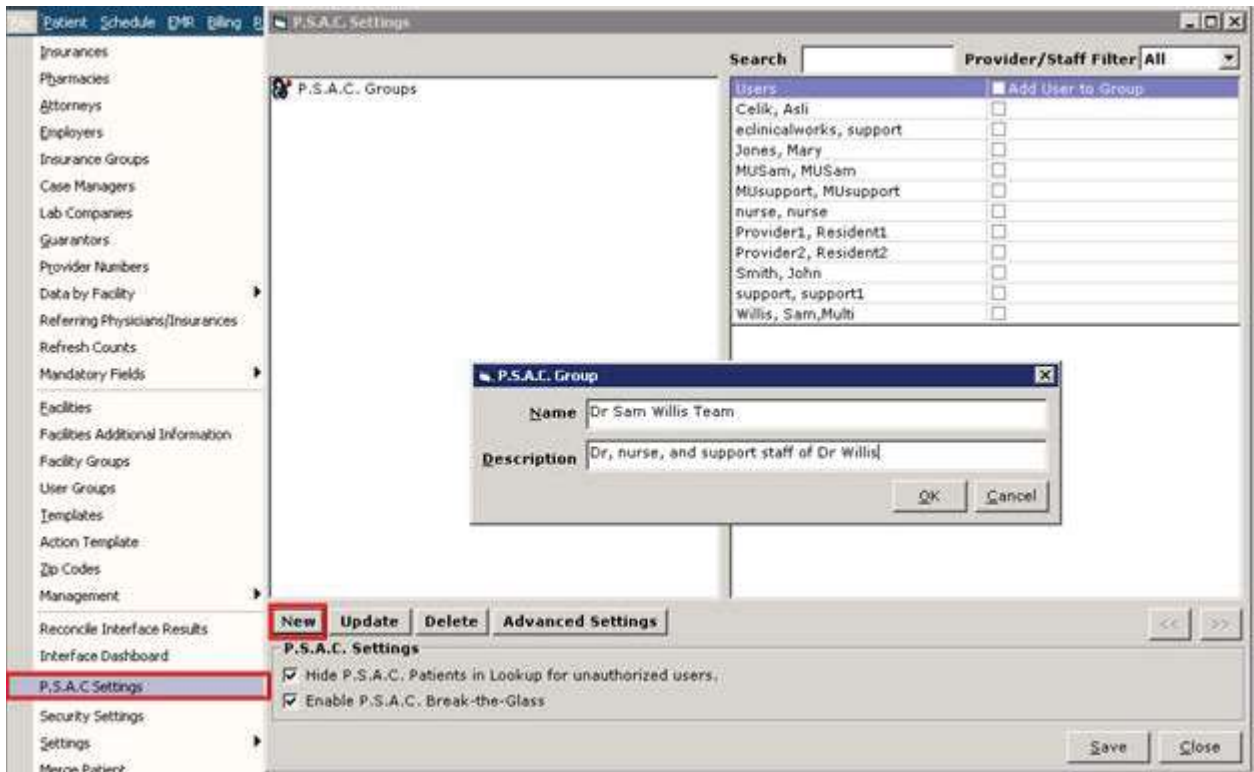 Patient Schedule EMR Billing
P.S.A.C. Settings
Insurances
Pharmacies
Attorneys
Employers
Insurance Groups
Case Managers
Lab Companies
Guarantors
Provider Numbers
Data by Facility
Referring Physicians/Insurances
Refresh Counts
Mandatory Fields
Facilities
Facilities Additional Information
Facility Groups
User Groups
Templates
Action Template
Zip Codes
Management
Reconcile Interface Results
Interface Dashboard
P.S.A.C Settings
Security Settings
Settings
Merge Patient
Search
Provider/Staff Filter All
P.S.A.C. Groups
Users Add User to Group
Celik, Asli
eclinicalworks, support
Jones, Mary
MUSam, MUSam
MUsupport, MUsupport
nurse, nurse
Provider1, Resident1
Provider2, Resident2
Smith, John
support, support1
Willis, Sam,Multi
P.S.A.C. Group
Name Dr Sam Willis Team
Description Dr, nurse, and support staff of Dr Willis
OK Cancel
New Update Delete Advanced Settings << >>
P.S.A.C. Settings
Hide P.S.A.C. Patients in Lookup for unauthorized users.
Enable P.S.A.C. Break-the-Glass
Save Close